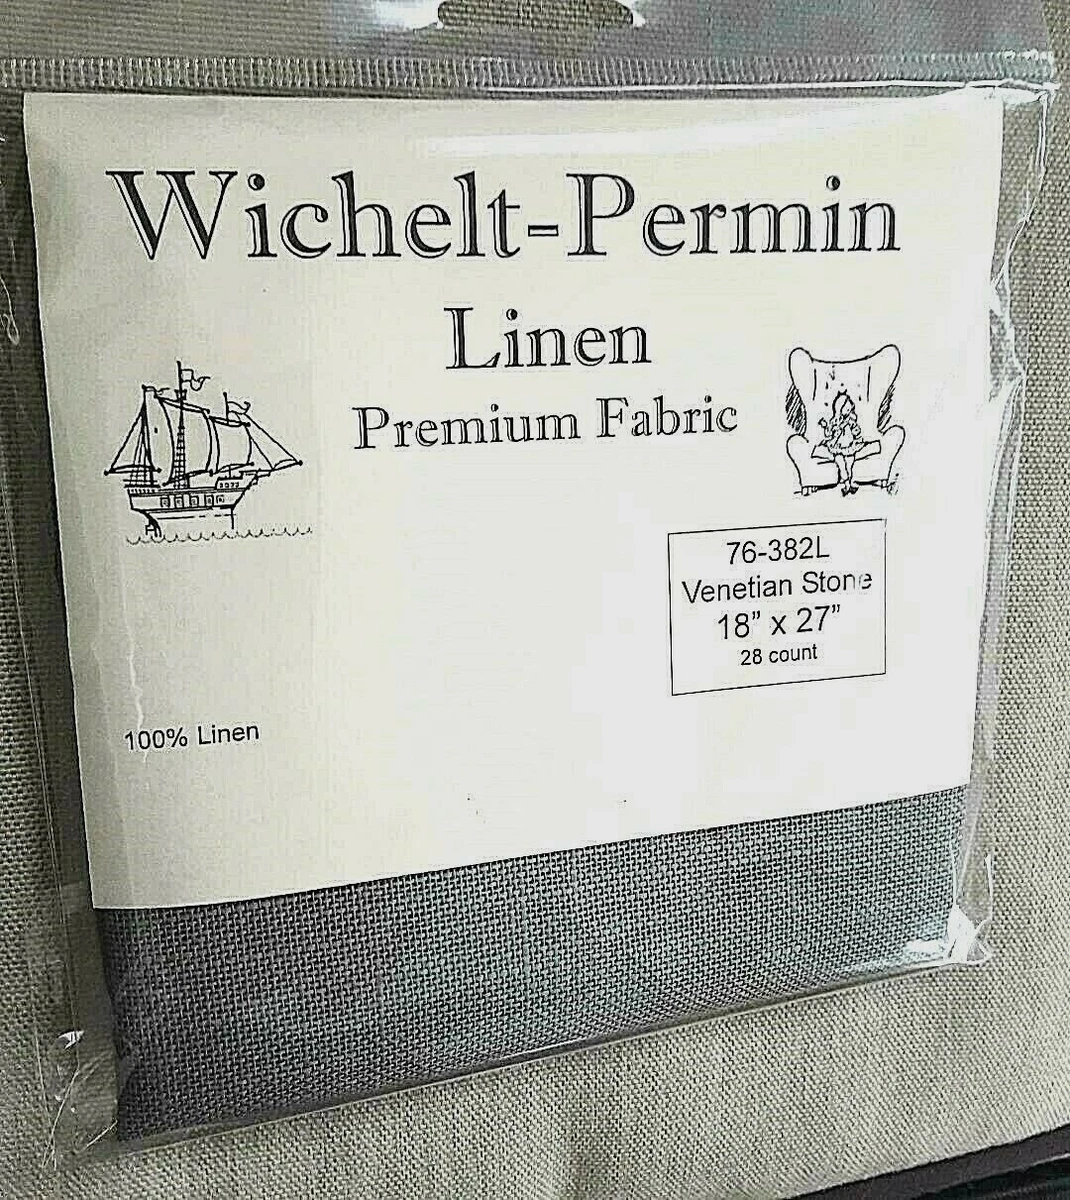 Wichelt-Permin
Linen
Premium Fabric
76-382L
Venetian Stone
18” x 27”
28 count
100% Linen